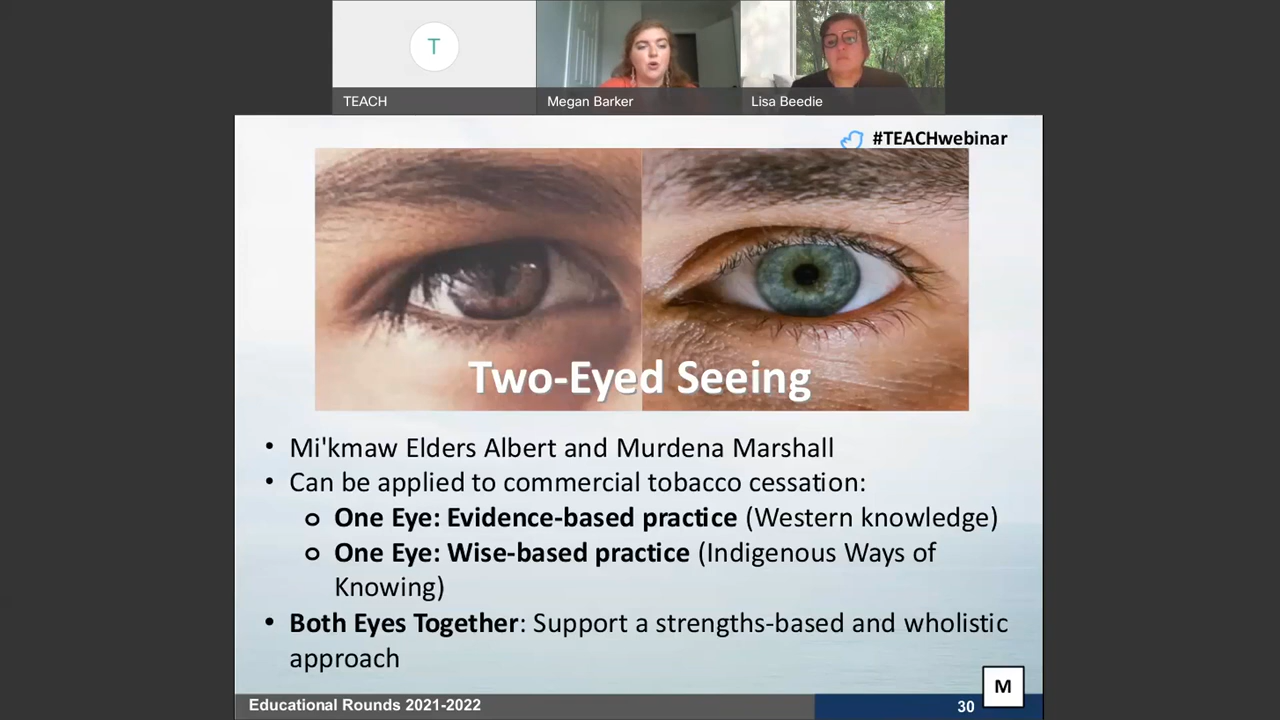 T
TEACH
Megan Barker
Lisa Beedie
#TEACHwebinar
Two-Eyed Seeing
• Mi'kmaw Elders Albert and Murdena Marshall
• Can be applied to commercial tobacco cessation:
o One Eye: Evidence-based practice (Western knowledge)
o One Eye: Wise-based practice (Indigenous Ways of
Knowing)
• Both Eyes Together: Support a strengths-based and wholistic
approach
M
Educational Rounds 2021-2022
30